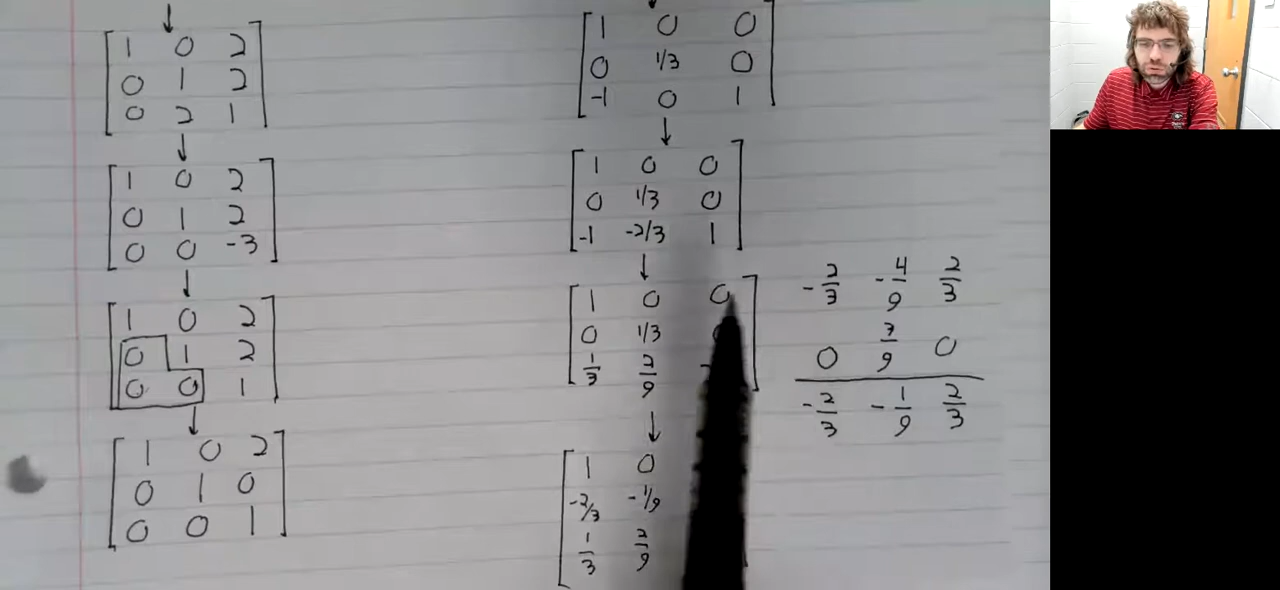 1 0 2
0 1 2
0 2 1
1 0 2
0 1 2
0 0 -3
1 0 2
0 1 2
0 0 1
1 0 2
0 1 0
0 0 1
1 0 0
0 1/3 0
-1 0 1
1 0 0
0 1/3 0
-1 -2/3 1
1 0 0
0 1/3
1/3 2/9
1 0
-2/3 -1/9
1/3 2/9
-2/3 -4/9 2/3
0 3/9 0
-2/3 -1/9 2/3